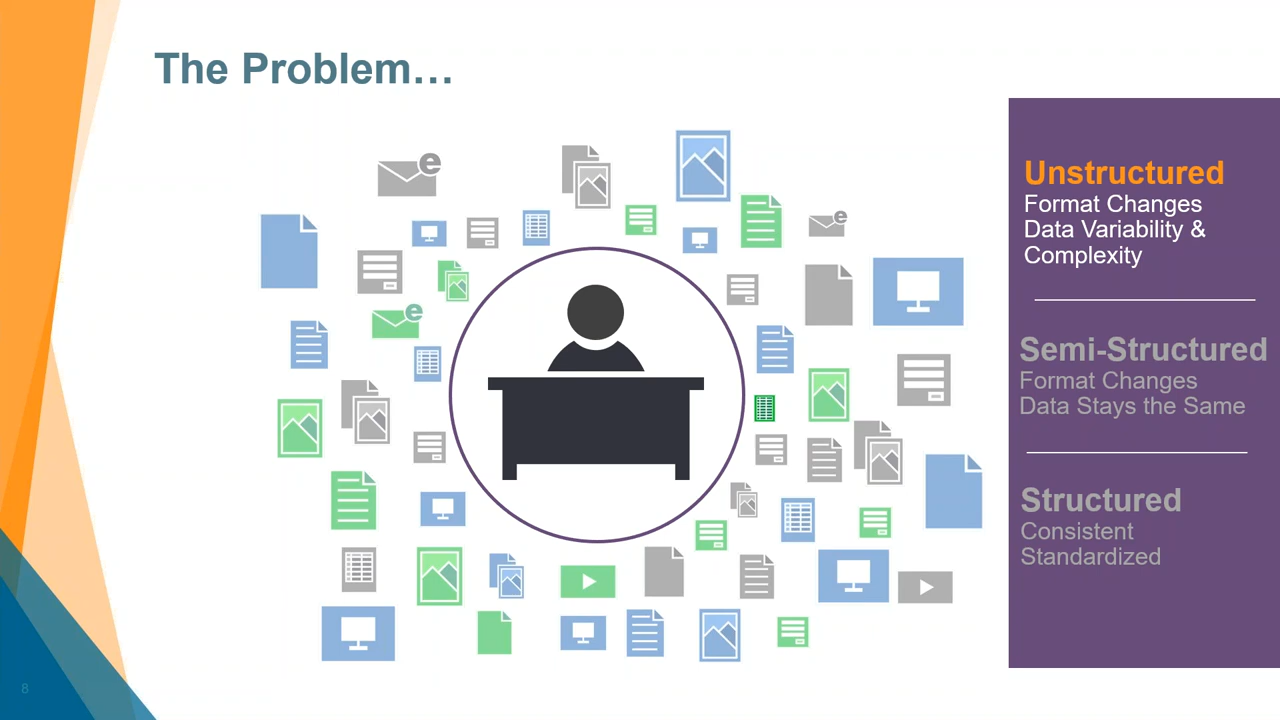 The Problem…
Unstructured
Format Changes
Data Variability &
Complexity
Semi-Structured
Format Changes
Data Stays the Same
Structured
Consistent
Standardized
e
e
e
8